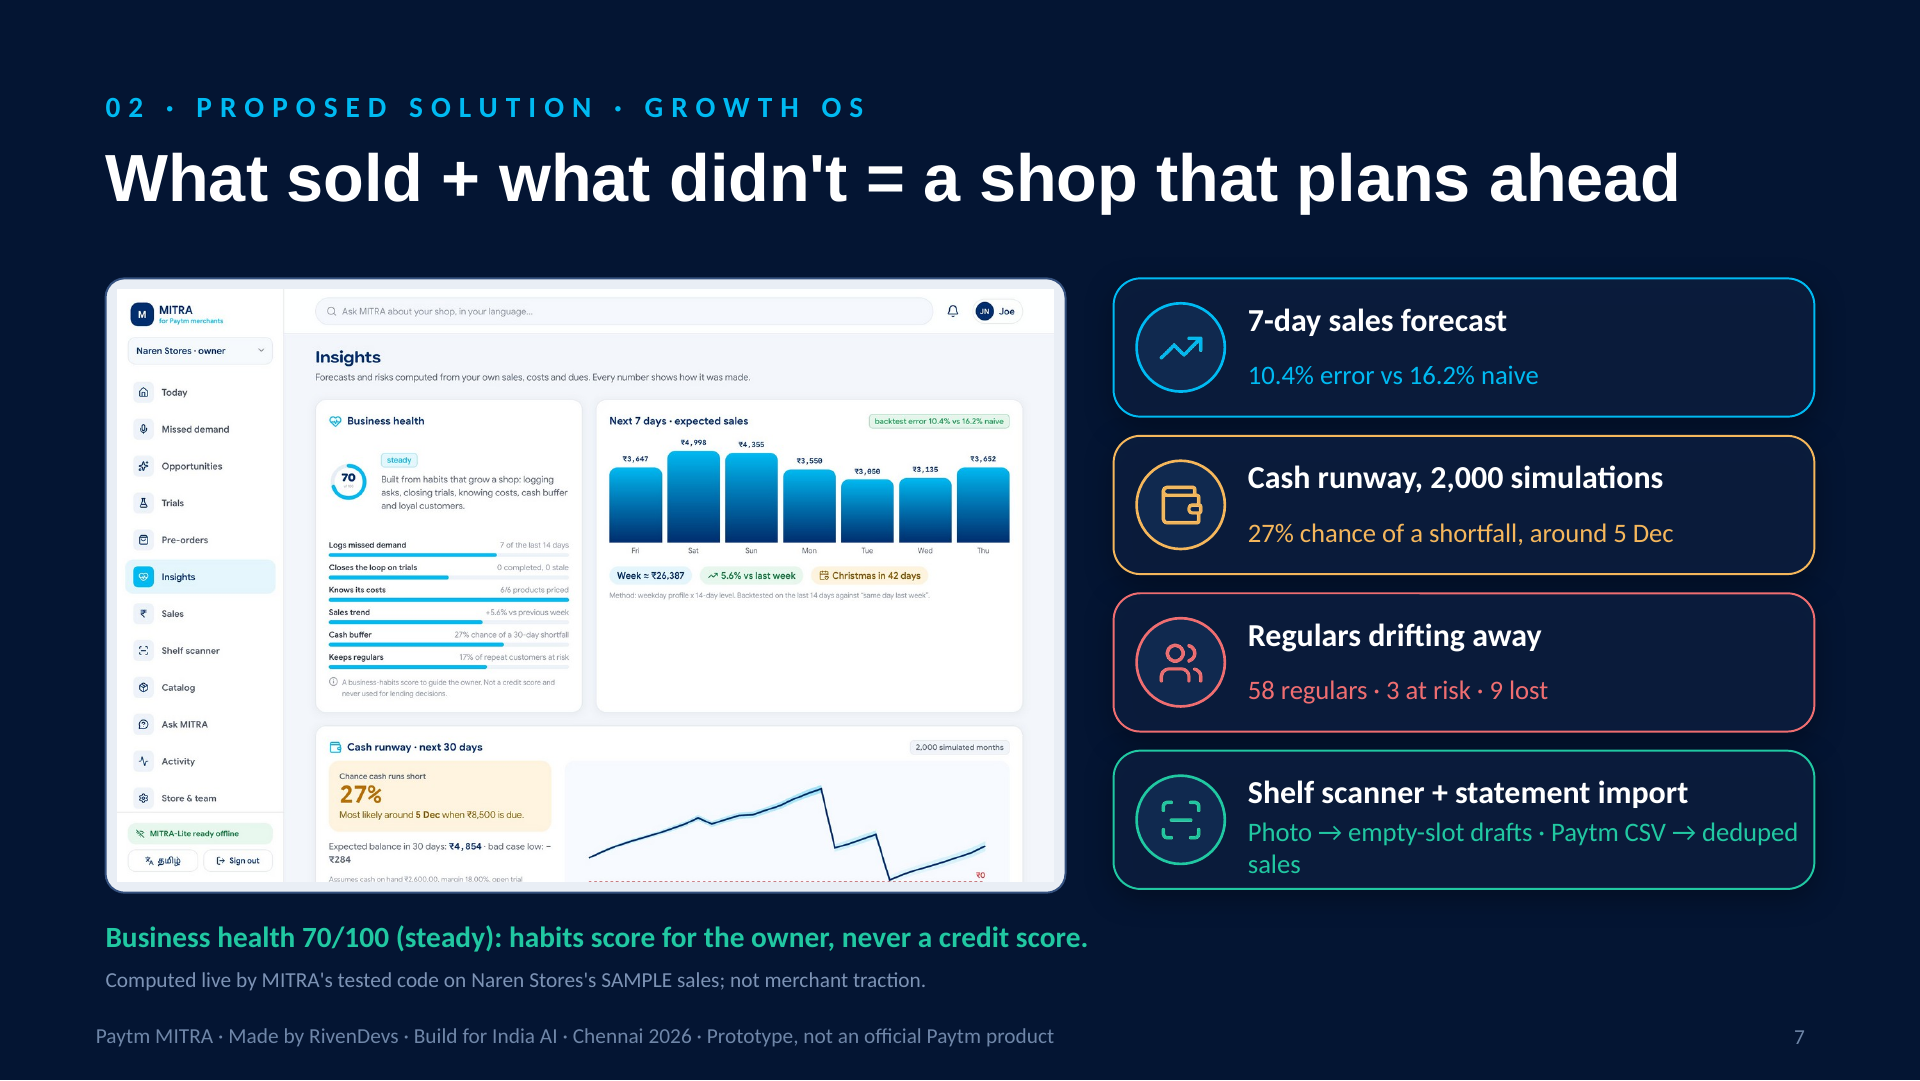 02 · PROPOSED SOLUTION · GROWTH OS
What sold + what didn't = a shop that plans ahead
M MITRA
for Paytm merchants
Naren Stores · owner
Today
Missed demand
Opportunities
Trials
Pre-orders
Insights
Sales
Shelf scanner
Catalog
Ask MITRA
Activity
Store & team
MITRA-Lite ready offline
தமிழ்
Sign out
Ask MITRA about your shop, in your language...
JN Joe
Insights
Forecasts and risks computed from your own sales, costs and dues. Every number shows how it was made.
Business health
70
steady
Built from habits that grow a shop: logging
asks, closing trials, knowing costs, cash buffer
and loyal customers.
Logs missed demand 7 of the last 14 days
Closes the loop on trials 0 completed, 0 stale
Knows its costs 6/6 products priced
Sales trend +5.6% vs previous week
Cash buffer 27% chance of a 30-day shortfall
Keeps regulars 17% of repeat customers at risk
A business-habits score to guide the owner. Not a credit score and
never used for lending decisions.
Next 7 days · expected sales
backtest error 10.4% vs 16.2% naive
₹3,647 ₹4,998 ₹4,355 ₹3,550 ₹3,050 ₹3,135 ₹3,652
Fri Sat Sun Mon Tue Wed Thu
Week ≈ ₹26,387
5.6% vs last week
Christmas in 42 days
Method: weekday profile x 14-day level. Backtested on the last 14 days against "same day last week".
Cash runway · next 30 days
2,000 simulated months
Chance cash runs short
27%
Most likely around 5 Dec when ₹8,500 is due.
Expected balance in 30 days: ₹4,854 · bad case low: −
₹284
Assumes cash on hand ₹2,600.00, margin 18.00%, open trial
₹0
7-day sales forecast
10.4% error vs 16.2% naive
Cash runway, 2,000 simulations
27% chance of a shortfall, around 5 Dec
Regulars drifting away
58 regulars · 3 at risk · 9 lost
Shelf scanner + statement import
Photo → empty-slot drafts · Paytm CSV → deduped
sales
Business health 70/100 (steady): habits score for the owner, never a credit score.
Computed live by MITRA's tested code on Naren Stores's SAMPLE sales; not merchant traction.
Paytm MITRA · Made by RivenDevs · Build for India AI · Chennai 2026 · Prototype, not an official Paytm product
7